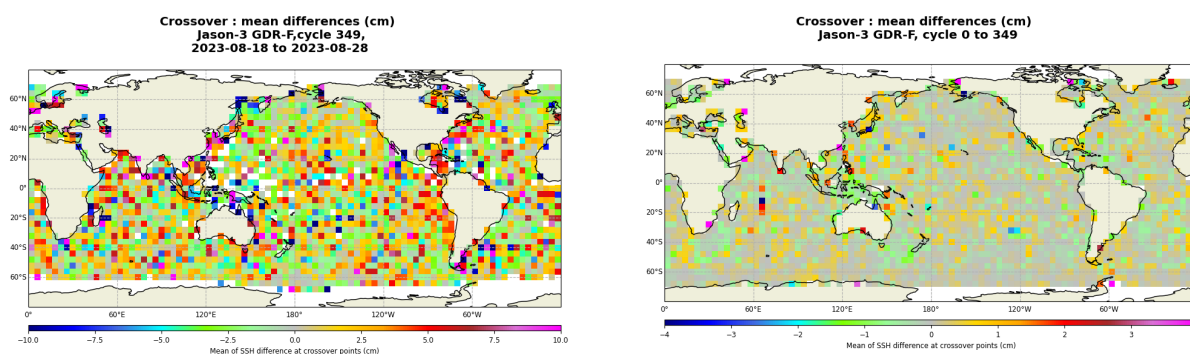 Crossover : mean differences (cm)
Jason-3 GDR-F,cycle 349,
2023-08-18 to 2023-08-28
60°N
40°N
20°N
0°
20°S
40°S
60°S
0° 60°E 120°E 180° 120°W 60°W
−10.0 −7.5 −5.0 −2.5 0.0 2.5 5.0 7.5 10.0
Mean of SSH difference at crossover points (cm)
Crossover : mean differences (cm)
Jason-3 GDR-F, cycle 0 to 349
60°N
40°N
20°N
0°
20°S
40°S
60°S
0° 60°E 120°E 180° 120°W 60°W
−4 −3 −2 −1 0 1 2 3
Mean of SSH difference at crossover points (cm)